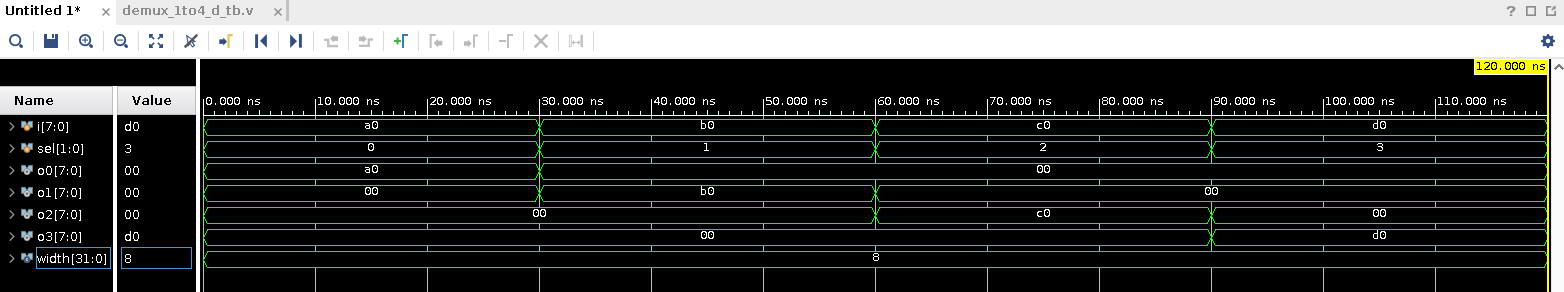 Untitled 1* × demux_1to4_d_tb.v × ?
120.000 ns
Name Value 0.000 ns 10.000 ns 20.000 ns 30.000 ns 40.000 ns 50.000 ns 60.000 ns 70.000 ns 80.000 ns 90.000 ns 100.000 ns 110.000 ns
i[7:0] d0 a0 b0 c0 d0
sel[1:0] 3 0 1 2 3
o0[7:0] 00 a0 00
o1[7:0] 00 00 b0 00
o2[7:0] 00 00 c0 00
o3[7:0] d0 00 d0
width[31:0] 8 8